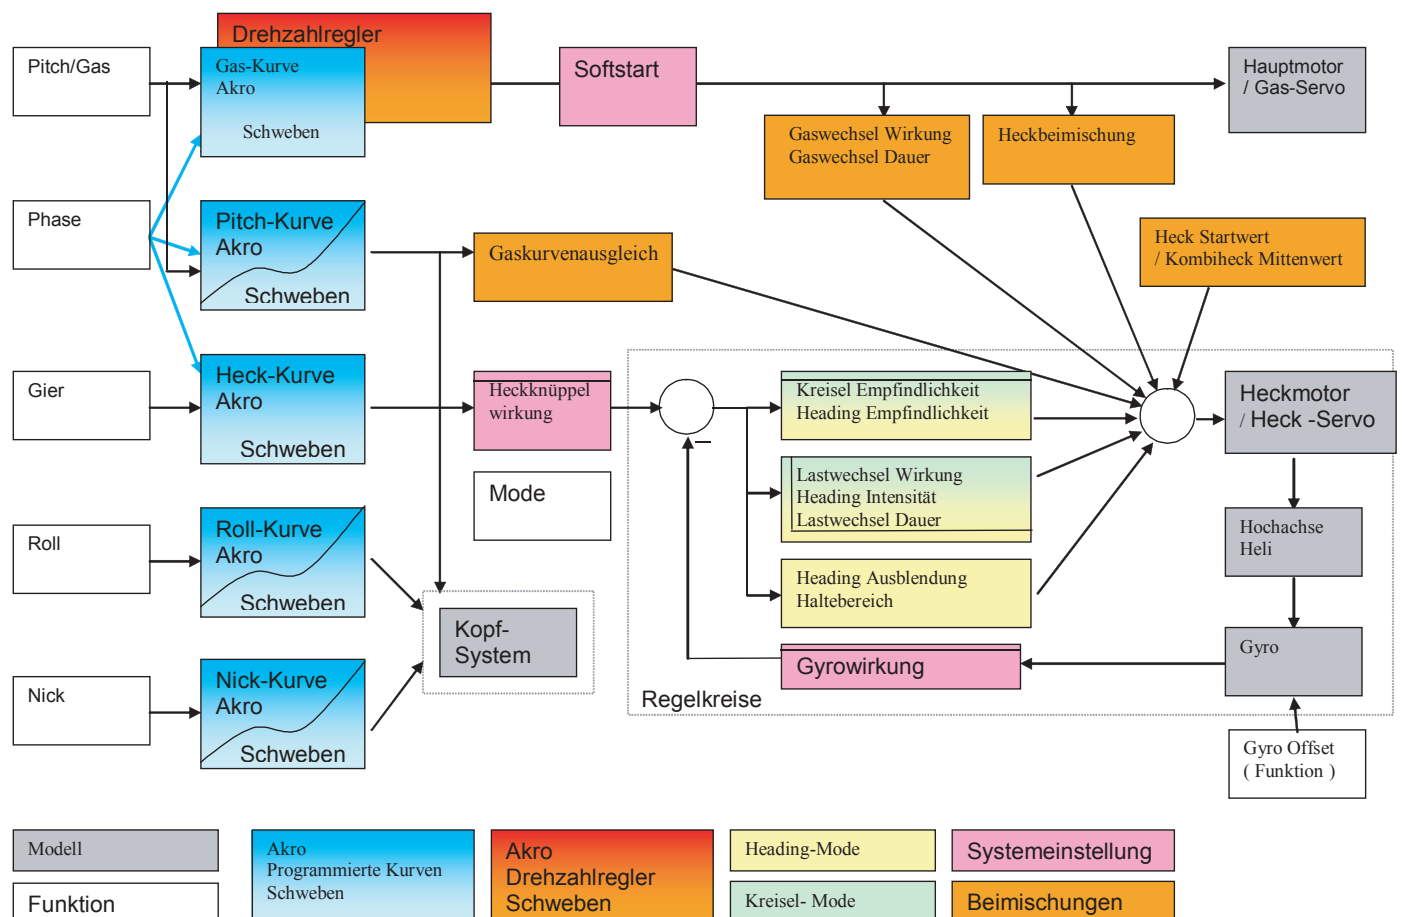 Drehzahlregler
Pitch/Gas
Gas-Kurve
Akro
Schweben
Softstart
Hauptmotor
/ Gas-Servo
Gaswechsel Wirkung
Gaswechsel Dauer
Heckbeimischung
Phase
Pitch-Kurve
Akro
Schweben
Gaskurvenausgleich
Heck Startwert
/ Kombiheck Mittenwert
Gier
Heck-Kurve
Akro
Schweben
Heckknüppel
wirkung
Kreisel Empfindlichkeit
Heading Empfindlichkeit
Heckmotor
/ Heck -Servo
Mode
Lastwechsel Wirkung
Heading Intensität
Lastwechsel Dauer
Hochachse
Heli
Roll
Roll-Kurve
Akro
Schweben
Heading Ausblendung
Haltebereich
Kopf-
System
Gyrowirkung
Gyro
Regelkreise
Nick
Nick-Kurve
Akro
Schweben
Gyro Offset
( Funktion )
Modell
Funktion
Akro
Programmierte Kurven
Schweben
Akro
Drehzahlregler
Schweben
Heading-Mode
Kreisel- Mode
Systemeinstellung
Beimischungen